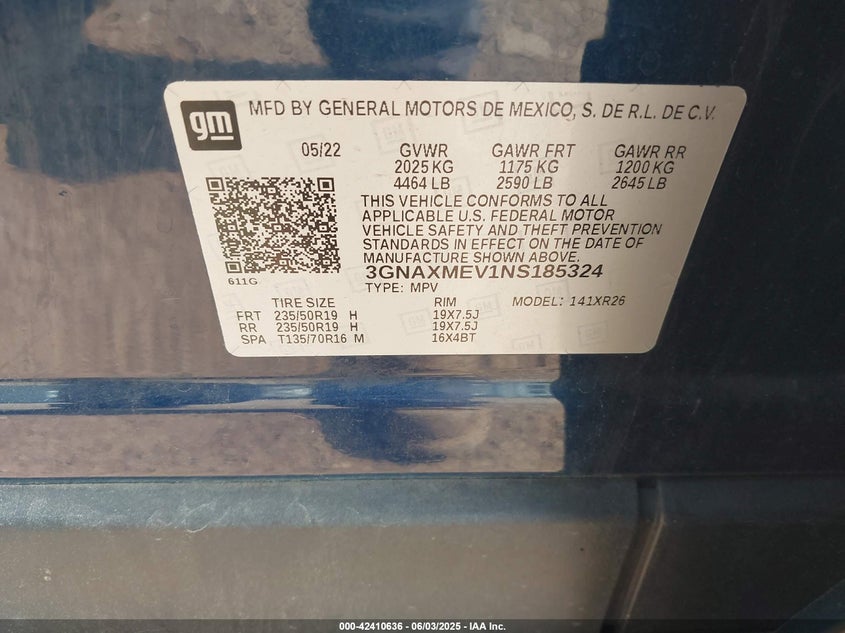 gm MFD BY GENERAL MOTORS DE MEXICO, S. DE R.L. DE C.V.
05/22 GVWR GAWR FRT GAWR RR
2025 KG 1175 KG 1200 KG
4464 LB 2590 LB 2645 LB
THIS VEHICLE CONFORMS TO ALL
APPLICABLE U.S. FEDERAL MOTOR
VEHICLE SAFETY AND THEFT PREVENTION
STANDARDS IN EFFECT ON THE DATE OF
MANUFACTURE SHOWN ABOVE.
611G 3GNAXMEV1NS185324
TYPE: MPV MODEL: 141XR26
TIRE SIZE RIM
FRT 235/50R19 H 19X7.5J
RR 235/50R19 H 19X7.5J
SPA T135/70R16 M 16X4BT
000-42410636 - 06/03/2025 - IAA Inc.